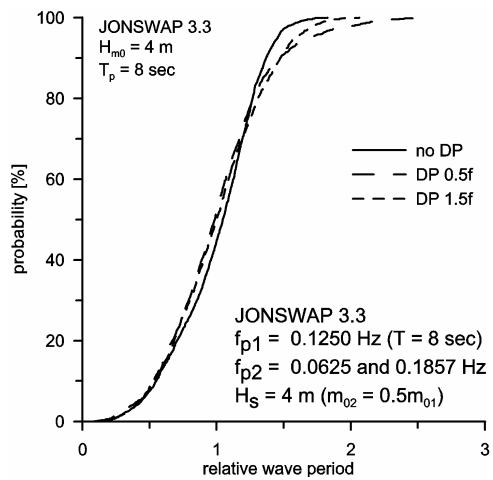 JONSWAP 3.3
Hm0 = 4 m
Tp = 8 sec
100
80
60
40
20
0
probability [%]
no DP
DP 0.5f
DP 1.5f
JONSWAP 3.3
fp1 = 0.1250 Hz (T = 8 sec)
fp2 = 0.0625 and 0.1857 Hz
HS = 4 m (m02 = 0.5m01)
0 1 2 3
relative wave period